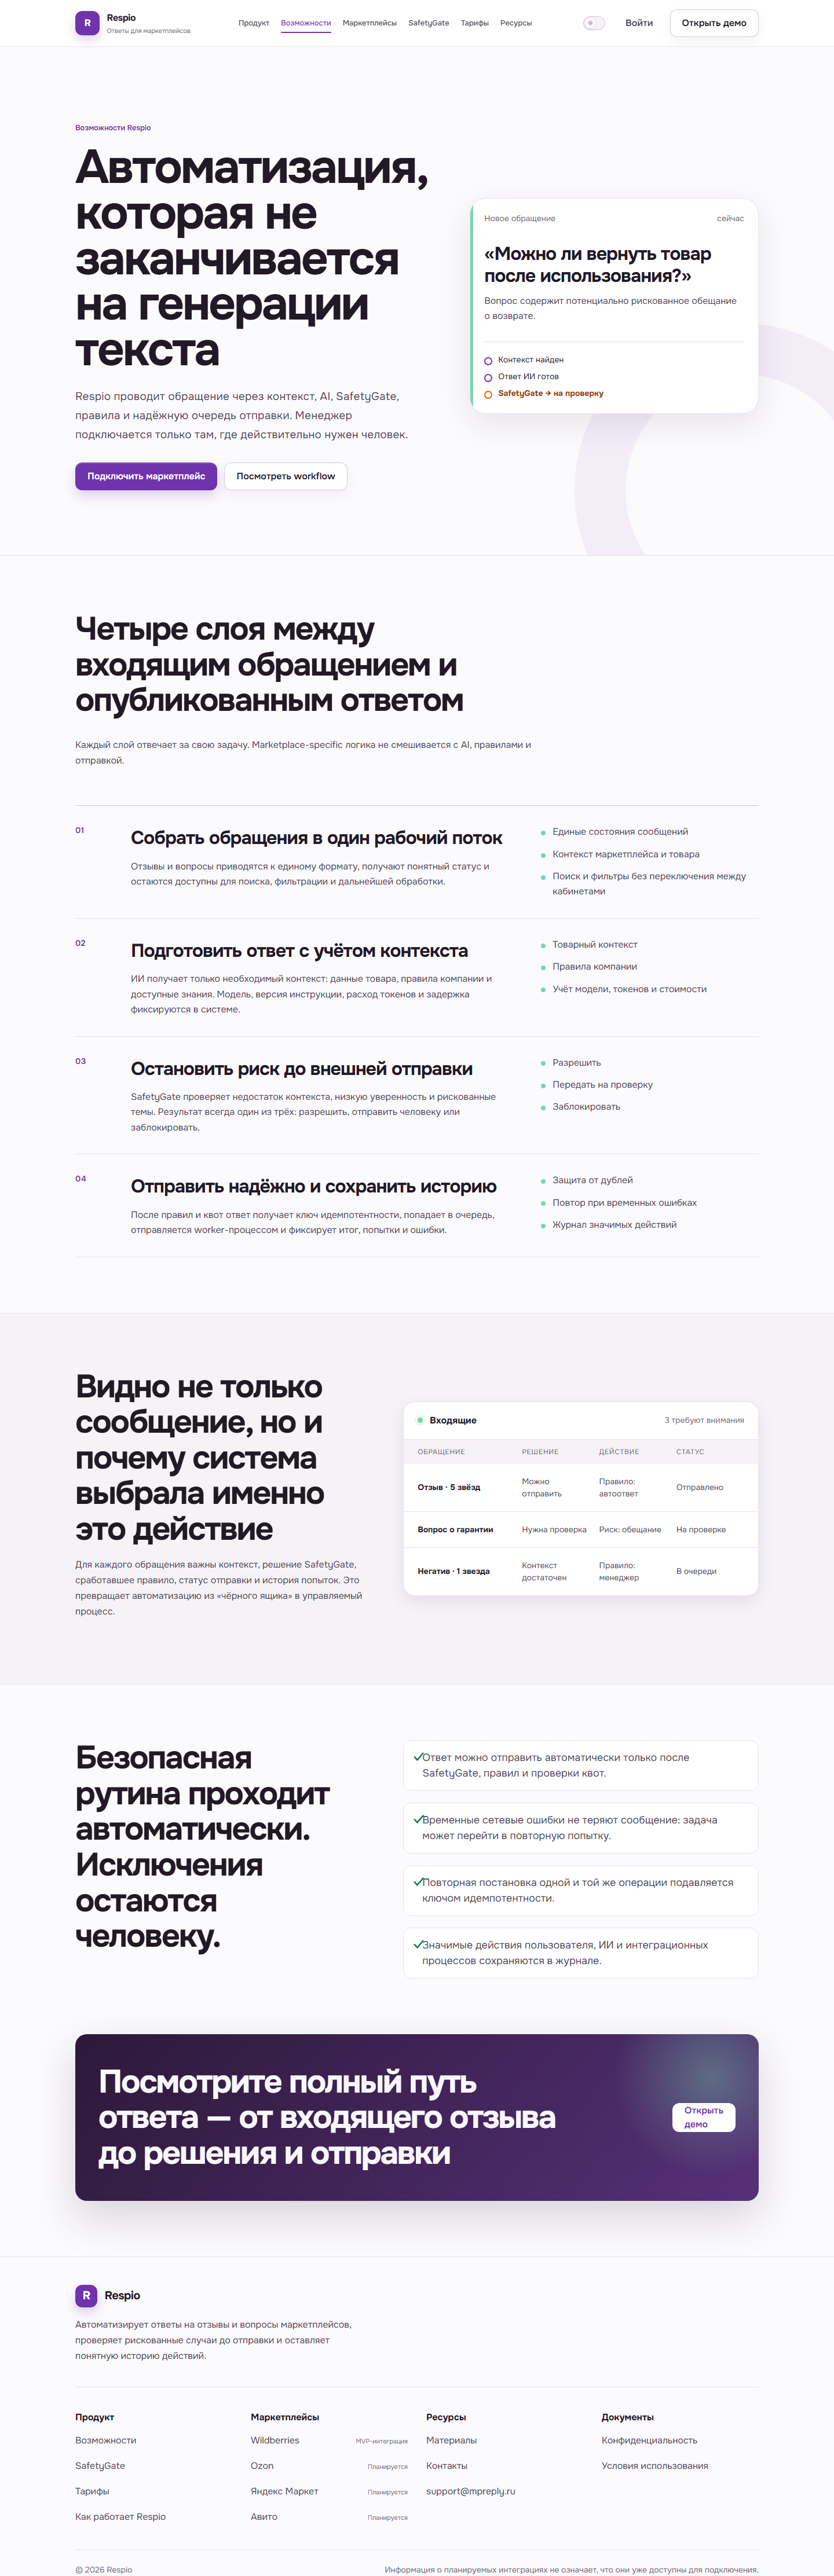 R
Respio
Ответы для маркетплейсов
Продукт
Возможности
Маркетплейсы
SafetyGate
Тарифы
Ресурсы
Войти
Открыть демо
Возможности Respio
Автоматизация,
которая не
заканчивается
на генерации
текста
Respio проводит обращение через контекст, AI, SafetyGate,
правила и надёжную очередь отправки. Менеджер
подключается только там, где действительно нужен человек.
Подключить маркетплейс
Посмотреть workflow
Новое обращение
сейчас
«Можно ли вернуть товар
после использования?»
Вопрос содержит потенциально рискованное обещание
о возврате.
Контекст найден
Ответ ИИ готов
SafetyGate → на проверку
Четыре слоя между
входящим обращением и
опубликованным ответом
Каждый слой отвечает за свою задачу. Marketplace-specific логика не смешивается с AI, правилами и
отправкой.
01
Собрать обращения в один рабочий поток
Отзывы и вопросы приводятся к единому формату, получают понятный статус и
остаются доступны для поиска, фильтрации и дальнейшей обработки.
Единые состояния сообщений
Контекст маркетплейса и товара
Поиск и фильтры без переключения между
кабинетами
02
Подготовить ответ с учётом контекста
ИИ получает только необходимый контекст: данные товара, правила компании и
доступные знания. Модель, версия инструкции, расход токенов и задержка
фиксируются в системе.
Товарный контекст
Правила компании
Учёт модели, токенов и стоимости
03
Остановить риск до внешней отправки
SafetyGate проверяет недостаток контекста, низкую уверенность и рискованные
темы. Результат всегда один из трёх: разрешить, отправить человеку или
заблокировать.
Разрешить
Передать на проверку
Заблокировать
04
Отправить надёжно и сохранить историю
После правил и квот ответ получает ключ идемпотентности, попадает в очередь,
отправляется worker-процессом и фиксирует итог, попытки и ошибки.
Защита от дублей
Повтор при временных ошибках
Журнал значимых действий
Видно не только
сообщение, но и
почему система
выбрала именно
это действие
Для каждого обращения важны контекст, решение SafetyGate,
сработавшее правило, статус отправки и история попыток. Это
превращает автоматизацию из «чёрного ящика» в управляемый
процесс.
Входящие
3 требуют внимания
ОБРАЩЕНИЕ
РЕШЕНИЕ
ДЕЙСТВИЕ
СТАТУС
Отзыв · 5 звёзд
Можно
отправить
Правило:
автоответ
Отправлено
Вопрос о гарантии
Нужна проверка
Риск: обещание
На проверке
Негатив · 1 звезда
Контекст
достаточен
Правило:
менеджер
В очереди
Безопасная
рутина проходит
автоматически.
Исключения
остаются
человеку.
Ответ можно отправить автоматически только после
SafetyGate, правил и проверки квот.
Временные сетевые ошибки не теряют сообщение: задача
может перейти в повторную попытку.
Повторная постановка одной и той же операции подавляется
ключом идемпотентности.
Значимые действия пользователя, ИИ и интеграционных
процессов сохраняются в журнале.
Посмотрите полный путь
ответа — от входящего отзыва
до решения и отправки
Открыть
демо
R
Respio
Автоматизирует ответы на отзывы и вопросы маркетплейсов,
проверяет рискованные случаи до отправки и оставляет
понятную историю действий.
Продукт
Возможности
SafetyGate
Тарифы
Как работает Respio
Маркетплейсы
Wildberries
MVP-интеграция
Ozon
Планируется
Яндекс Маркет
Планируется
Авито
Планируется
Ресурсы
Материалы
Контакты
support@mpreply.ru
Документы
Конфиденциальность
Условия использования
© 2026 Respio
Информация о планируемых интеграциях не означает, что они уже доступны для подключения.